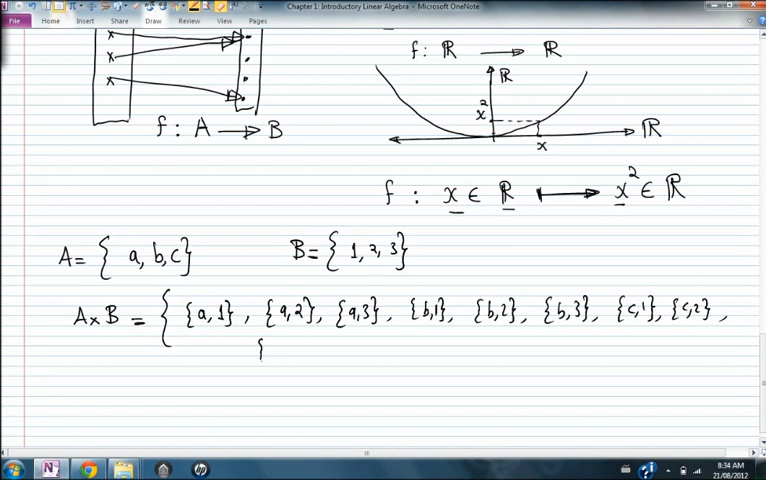 Chapter 1: Introductory Linear Algebra - Microsoft OneNote
File Home Insert Share Draw Review View Pages
x
x
x
f : A → B
f : ℝ → ℝ
ℝ
x²
x
ℝ
f : x ∈ ℝ ↦ x² ∈ ℝ
A = { a, b, c} B = { 1, 2, 3}
A × B = { {a,1} , {a,2}, {a,3}, {b,1}, {b,2}, {b,3}, {c,1}, {c,2} ,
{
8:34 AM
21/08/2012